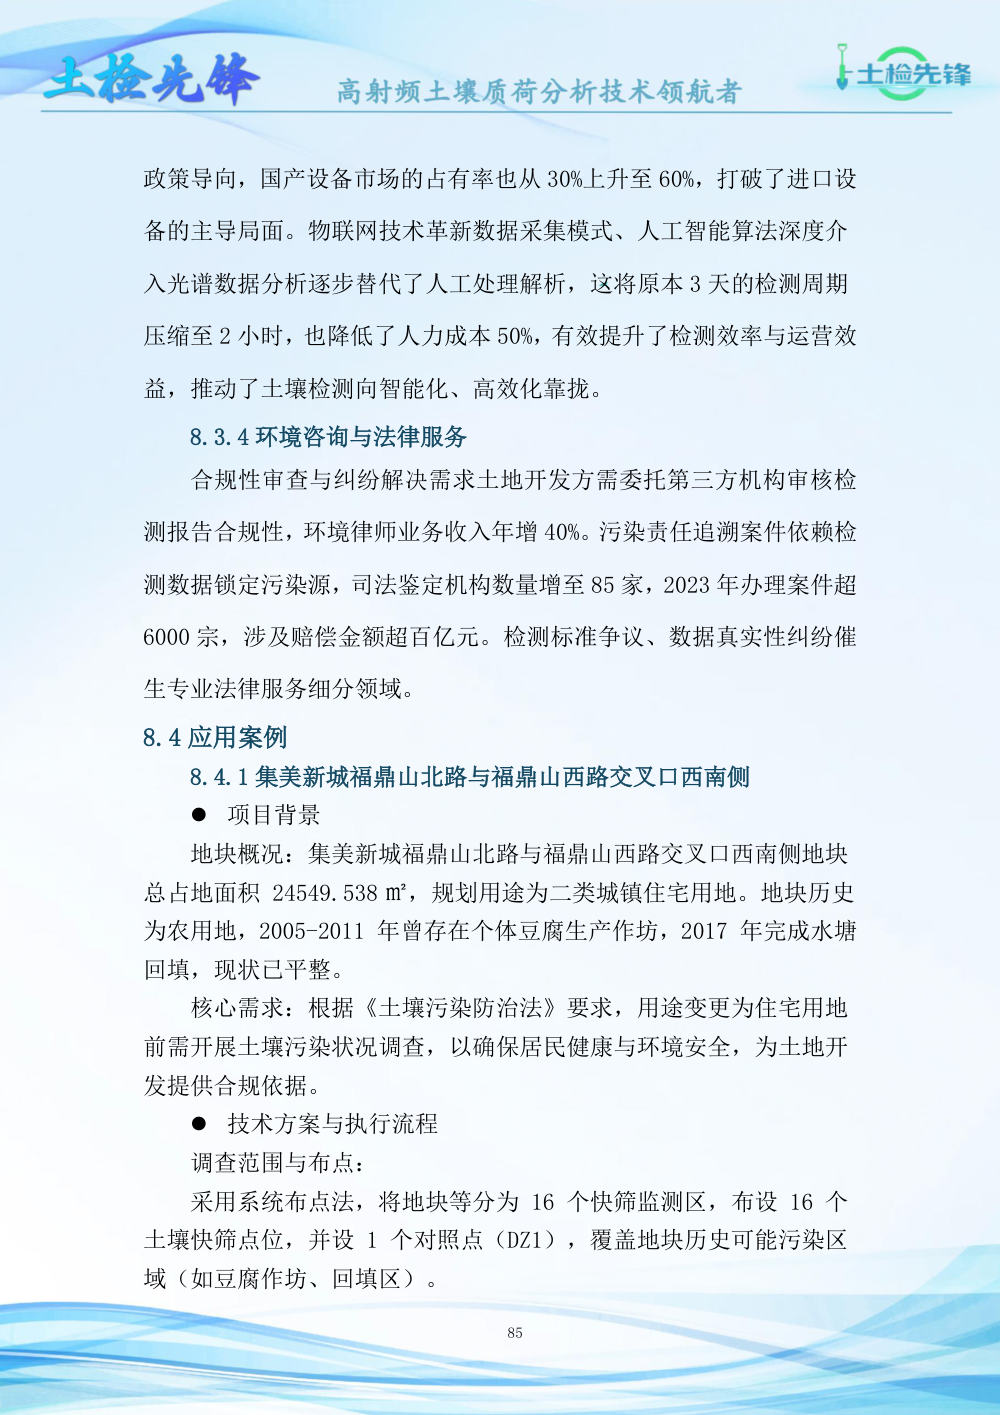 土检先锋
高射频土壤质荷分析技术领航者
土检先锋
政策导向，国产设备市场的占有率也从 30%上升至 60%，打破了进口设
备的主导局面。物联网技术革新数据采集模式、人工智能算法深度介
入光谱数据分析逐步替代了人工处理解析，这将原本 3 天的检测周期
压缩至 2 小时，也降低了人力成本 50%，有效提升了检测效率与运营效
益，推动了土壤检测向智能化、高效化靠拢。
8.3.4 环境咨询与法律服务
合规性审查与纠纷解决需求土地开发方需委托第三方机构审核检
测报告合规性，环境律师业务收入年增 40%。污染责任追溯案件依赖检
测数据锁定污染源，司法鉴定机构数量增至 85 家，2023 年办理案件超
6000 宗，涉及赔偿金额超百亿元。检测标准争议、数据真实性纠纷催
生专业法律服务细分领域。
8.4 应用案例
8.4.1 集美新城福鼎山北路与福鼎山西路交叉口西南侧
● 项目背景
地块概况：集美新城福鼎山北路与福鼎山西路交叉口西南侧地块
总占地面积 24549.538 ㎡，规划用途为二类城镇住宅用地。地块历史
为农用地，2005-2011 年曾存在个体豆腐生产作坊，2017 年完成水塘
回填，现状已平整。
核心需求：根据《土壤污染防治法》要求，用途变更为住宅用地
前需开展土壤污染状况调查，以确保居民健康与环境安全，为土地开
发提供合规依据。
● 技术方案与执行流程
调查范围与布点：
采用系统布点法，将地块等分为 16 个快筛监测区，布设 16 个
土壤快筛点位，并设 1 个对照点（DZ1），覆盖地块历史可能污染区
域（如豆腐作坊、回填区）。
85